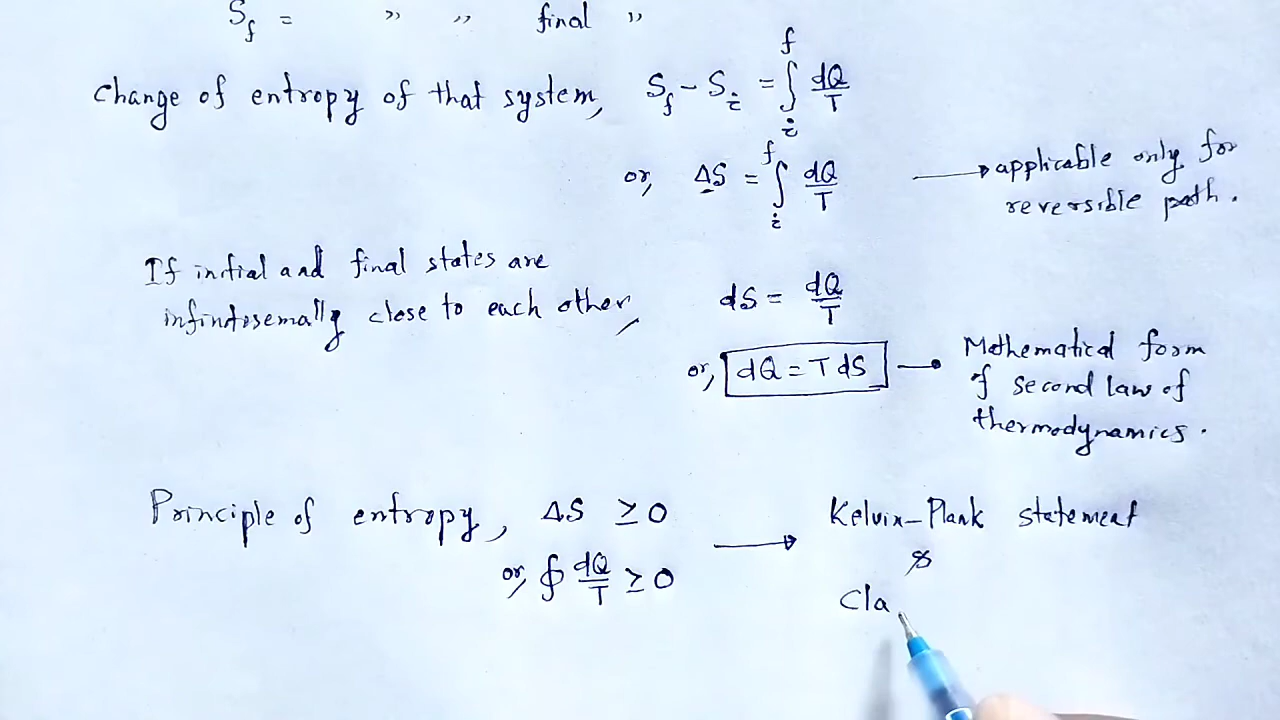 S_f = " " final "
Change of entropy of that system, S_f - S_i = ∫_i^f dQ/T
or, ΔS = ∫_i^f dQ/T → applicable only for
reversible path.
If initial and final states are
infinitosemally close to each other, dS = dQ/T
or, dQ = T dS → Mathematical form
of second law of
thermodynamics.
Principle of entropy, ΔS ≥ 0 → Kelvin-Plank statement
or, ∮ dQ/T ≥ 0
&
Cla